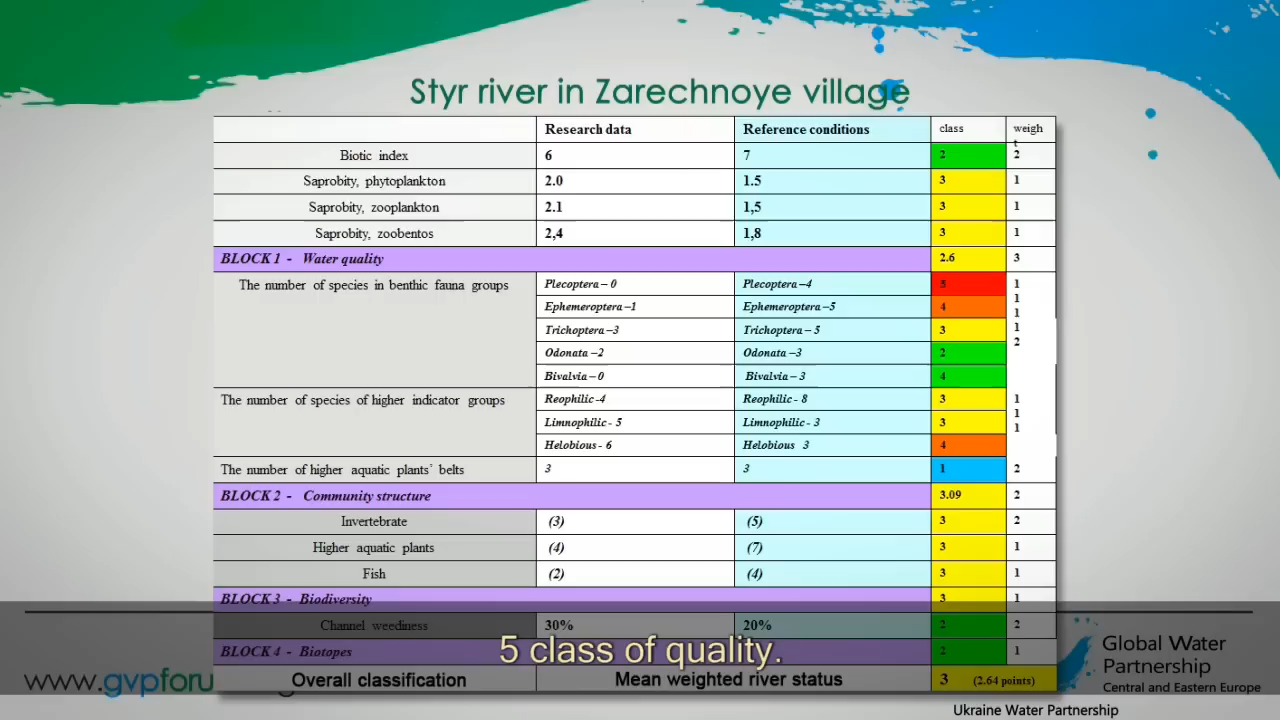 Styr river in Zarechnoye village
Research data Reference conditions class weigh
t
Biotic index 6 7 2 2
Saprobity, phytoplankton 2.0 1.5 3 1
Saprobity, zooplankton 2.1 1,5 3 1
Saprobity, zoobentos 2,4 1,8 3 1
BLOCK 1 - Water quality 2.6 3
The number of species in benthic fauna groups Plecoptera – 0 Plecoptera –4 5 1
Ephemeroptera –1 Ephemeroptera –5 4 1
Trichoptera –3 Trichoptera – 5 3 1
Odonata –2 Odonata –3 2 1
Bivalvia –0 Bivalvia – 3 4 2
The number of species of higher indicator groups Reophilic -4 Reophilic - 8 3 1
Limnophilic - 5 Limnophilic - 3 3 1
Helobious - 6 Helobious 3 4 1
The number of higher aquatic plants` belts 3 3 1 2
BLOCK 2 - Community structure 3.09 2
Invertebrate (3) (5) 3 2
Higher aquatic plants (4) (7) 3 1
Fish (2) (4) 3 1
BLOCK 3 - Biodiversity 3 1
Channel weediness 30% 20% 2 2
BLOCK 4 - Biotopes 2 1
Overall classification Mean weighted river status 3 (2.64 points)
5 class of quality.
www.gvpforu
Global Water
Partnership
Central and Eastern Europe
Ukraine Water Partnership